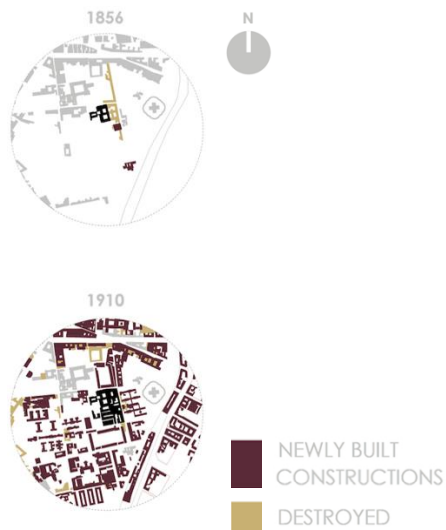 1856
N
1910
NEWLY BUILT
CONSTRUCTIONS
DESTROYED